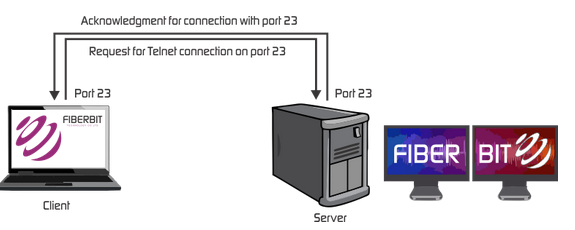 Acknowledgment for connection with port 23
Request for Telnet connection on port 23
Port 23
Port 23
FIBERBIT
FIBER BIT
Client
Server